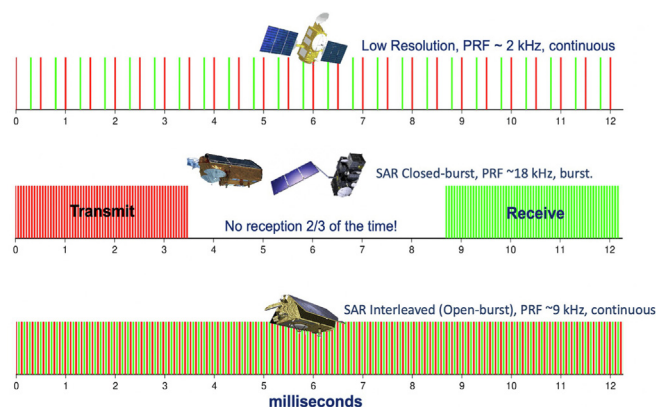 Low Resolution, PRF ~ 2 kHz, continuous
0 1 2 3 4 5 6 7 8 9 10 11 12
SAR Closed-burst, PRF ~18 kHz, burst.
Transmit
No reception 2/3 of the time!
Receive
0 1 2 3 4 5 6 7 8 9 10 11 12
SAR Interleaved (Open-burst), PRF ~9 kHz, continuous
0 1 2 3 4 5 6 7 8 9 10 11 12
milliseconds